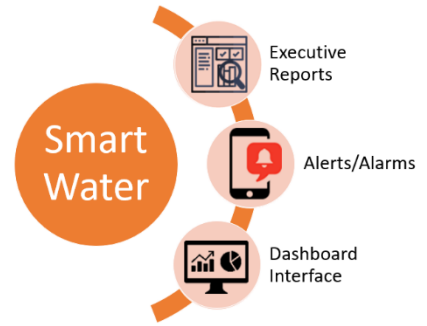 Smart
Water
Executive
Reports
Alerts/Alarms
Dashboard
Interface